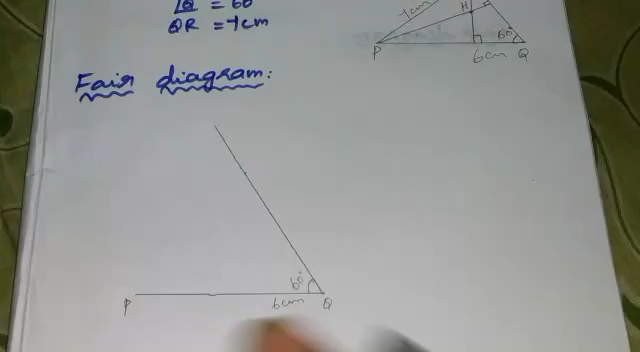 ∠Q = 60°
QR = 7cm
7cm
H
P
60°
6cm
Q
Fair diagram:
60°
P
6cm
Q